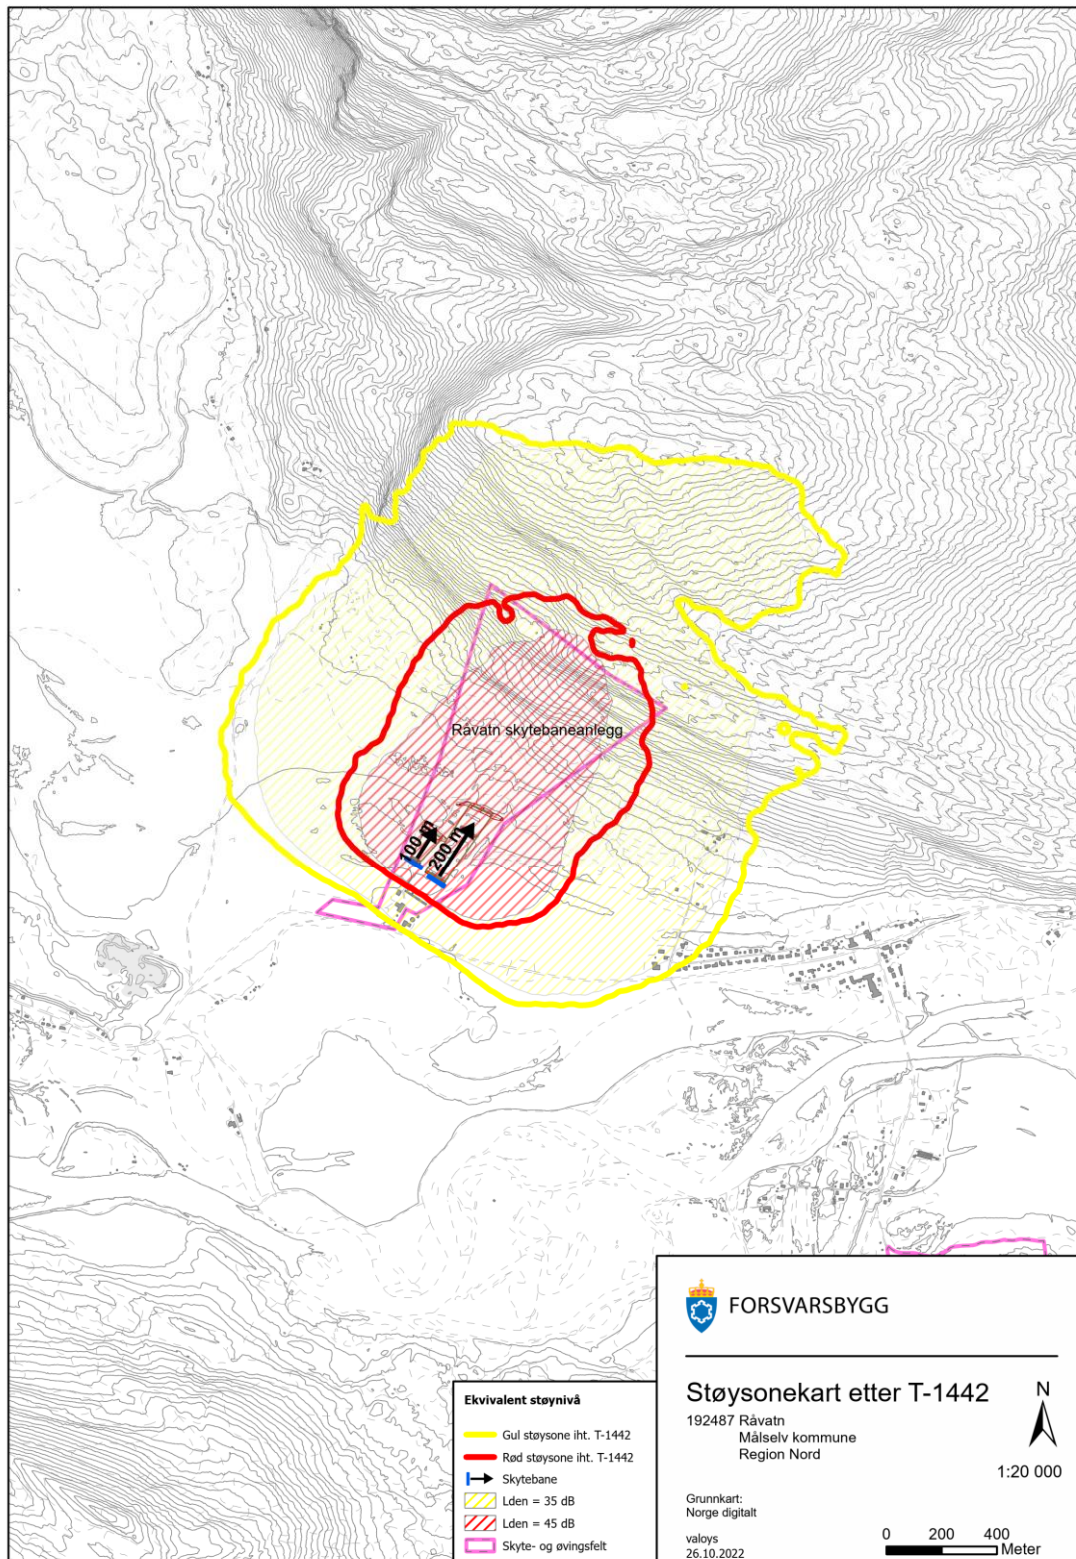 Råvatn skytebaneanlegg
100 m
200 m
Ekvivalent støynivå
Gul støysone iht. T-1442
Rød støysone iht. T-1442
Skytebane
Lden = 35 dB
Lden = 45 dB
Skyte- og øvingsfelt
FORSVARSBYGG
Støysonekart etter T-1442
192487 Råvatn
Målselv kommune
Region Nord
N
1:20 000
Grunnkart:
Norge digitalt
valoys
26.10.2022
0 200 400
Meter